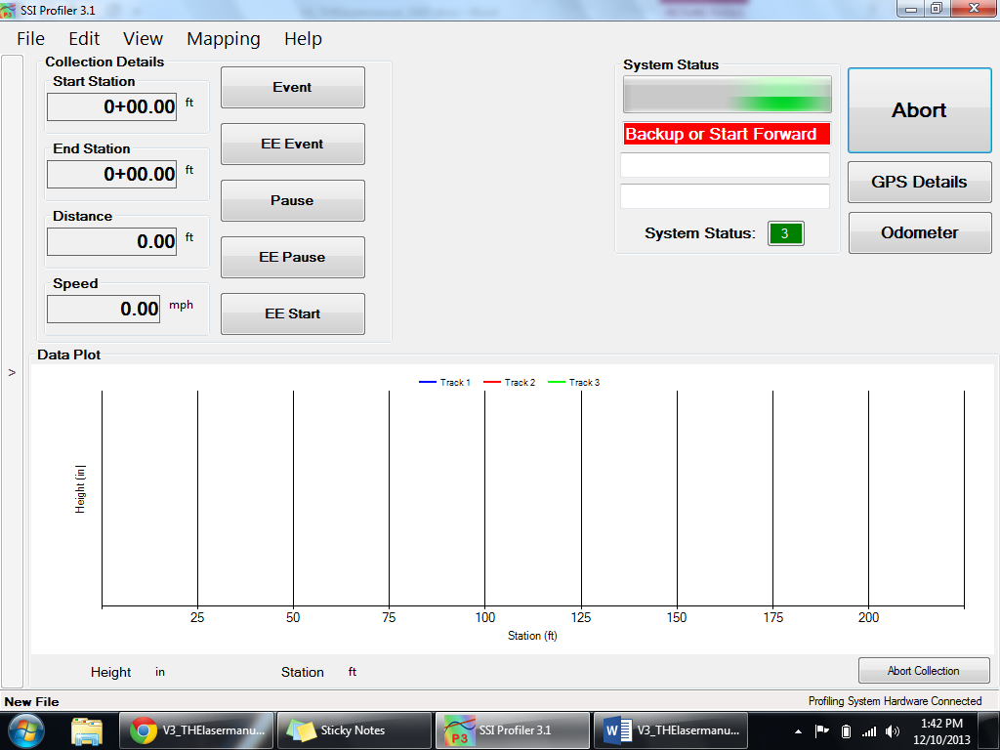 SSI Profiler 3.1
File Edit View Mapping Help
Collection Details
Start Station
0+00.00 ft
End Station
0+00.00 ft
Distance
0.00 ft
Speed
0.00 mph
Event
EE Event
Pause
EE Pause
EE Start
System Status
Backup or Start Forward
System Status: 3
Abort
GPS Details
Odometer
>
Data Plot
Track 1 Track 2 Track 3
Height (in)
25 50 75 100 125 150 175 200
Station (ft)
Height in Station ft
Abort Collection
New File
Profiling System Hardware Connected
V3_THElasermanu...
Sticky Notes
P3
SSI Profiler 3.1
W
V3_THElasermanu...
1:42 PM
12/10/2013